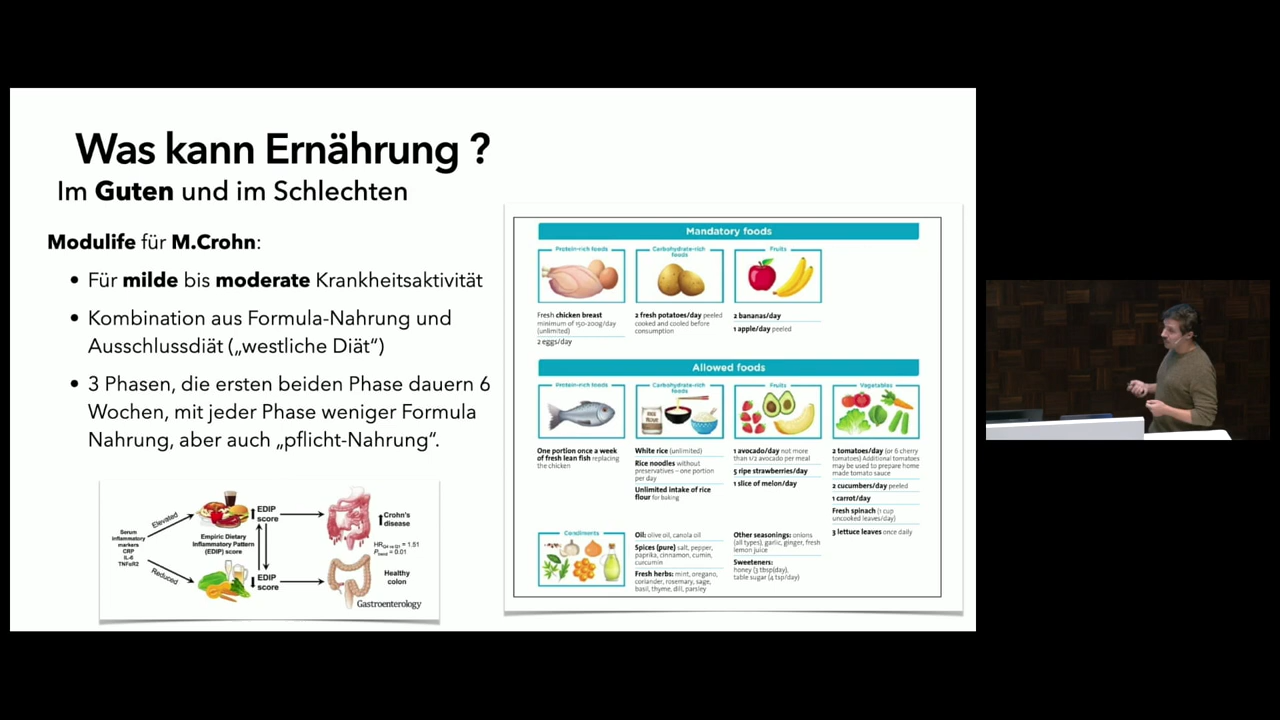 Was kann Ernährung ?
Im Guten und im Schlechten
Modulife für M.Crohn:
• Für milde bis moderate Krankheitsaktivität
• Kombination aus Formula-Nahrung und
Ausschlussdiät („westliche Diät“)
• 3 Phasen, die ersten beiden Phase dauern 6
Wochen, mit jeder Phase weniger Formula
Nahrung, aber auch „pflicht-Nahrung“.
Serum
inflammatory
markers
CRP
IL-6
TNFαR2
Elevated
Reduced
EDIP
score
Empiric Dietary
Inflammatory Pattern
(EDIP) score
EDIP
score
Crohn's
disease
= 1.51
= 0.01
Healthy
colon
Gastroenterology
Mandatory foods
Protein-rich foods
Fresh chicken breast
minimum of 150-200g/day
(unlimited)
2 eggs/day
Carbohydrate-rich
foods
2 fresh potatoes/day peeled
cooked and cooled before
consumption
Fruits
2 bananas/day
1 apple/day peeled
Allowed foods
Protein-rich foods
One portion once a week
of fresh lean fish replacing
the chicken
Carbohydrate-rich
foods
RICE
FLOUR
White rice (unlimited)
Rice noodles without
preservatives – one portion
per day
Unlimited intake of rice
flour for baking
Fruits
1 avocado/day not more
than 1/2 avocado per meal
5 ripe strawberries/day
1 slice of melon/day
Vegetables
2 tomatoes/day (or 6 cherry
tomatoes) Additional tomatoes
may be used to prepare home
made tomato sauce
2 cucumbers/day peeled
1 carrot/day
Fresh spinach (1 cup
uncooked leaves/day)
3 lettuce leaves once daily
Condiments
Oil: olive oil, canola oil
Spices (pure) salt, pepper,
paprika, cinnamon, cumin,
curcumin
Fresh herbs: mint, oregano,
coriander, rosemary, sage,
basil, thyme, dill, parsley
Other seasonings: onions
(all types), garlic, ginger, fresh
lemon juice
Sweeteners:
honey (3 tbsp/day),
table sugar (4 tsp/day)